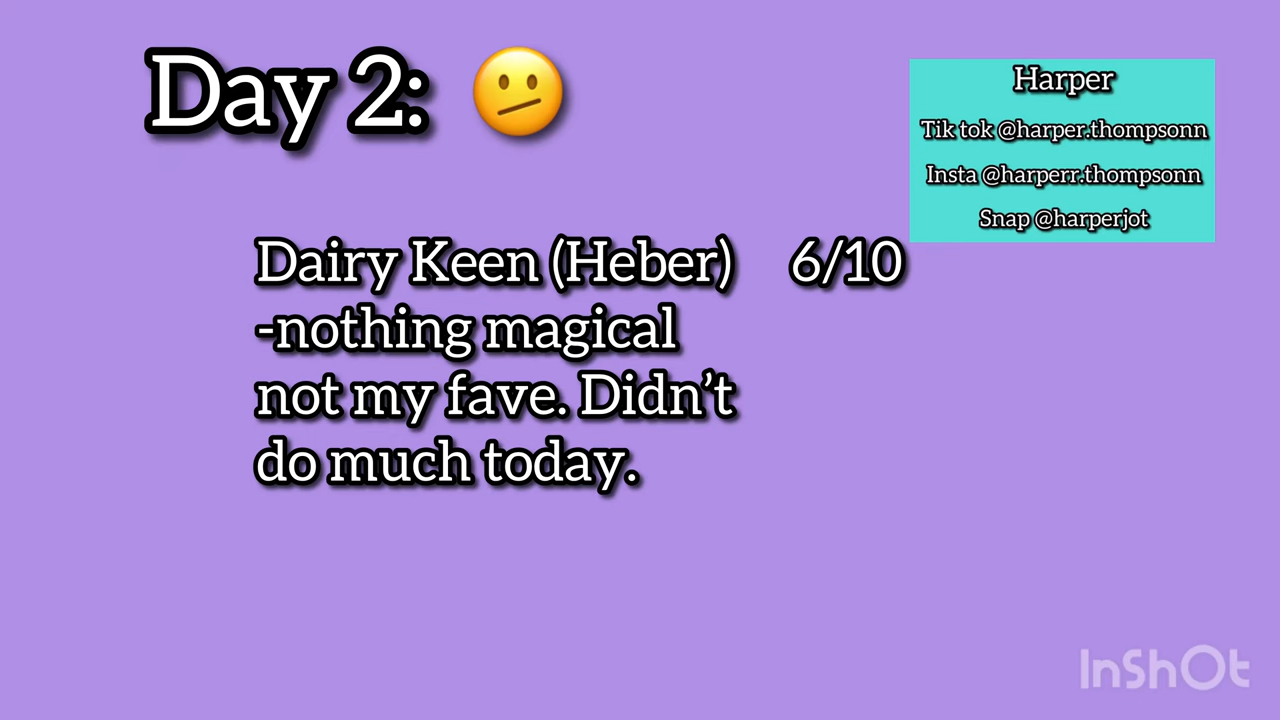 Day 2: 🫤
Harper
Tik tok @harper.thompsonn
Insta @harperr.thompsonn
Snap @harperjot
Dairy Keen (Heber) 6/10
-nothing magical
not my fave. Didn’t
do much today.
InShOt